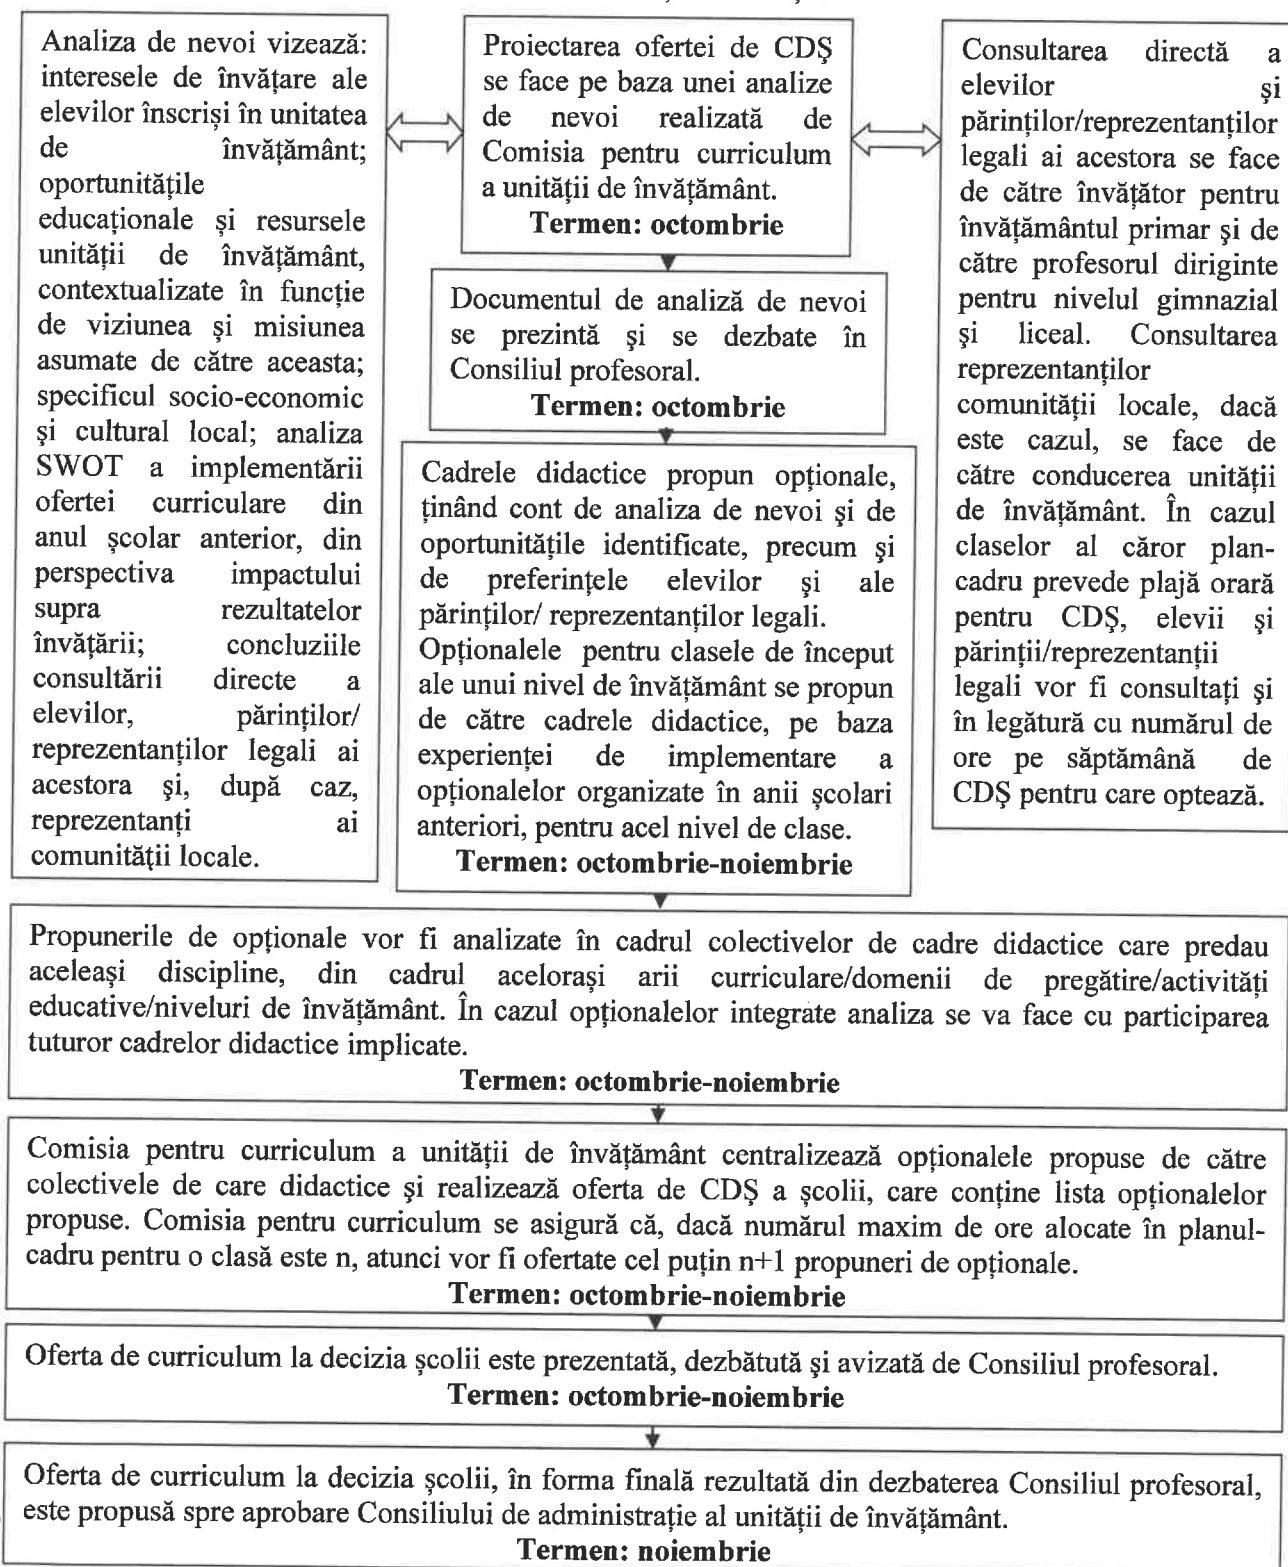 Analiza de nevoi vizează:
interesele de învățare ale
elevilor înscriși în unitatea
de învățământ;
oportunitățile
educaționale și resursele
unității de învățământ,
contextualizate în funcție
de viziunea și misiunea
asumate de către aceasta;
specificul socio-economic
şi cultural local; analiza
SWOT a implementării
ofertei curriculare din
anul școlar anterior, din
perspectiva impactului
supra rezultatelor
învățării; concluziile
consultării directe a
elevilor, părinților/
reprezentanților legali ai
acestora şi, după caz,
reprezentanți ai
comunității locale.
Proiectarea ofertei de CDŞ
se face pe baza unei analize
de nevoi realizată de
Comisia pentru curriculum
a unității de învățământ.
Termen: octombrie
Documentul de analiză de nevoi
se prezintă şi se dezbate în
Consiliul profesoral.
Termen: octombrie
Cadrele didactice propun opționale,
ținând cont de analiza de nevoi şi de
oportunitățile identificate, precum şi
de preferințele elevilor şi ale
părinților/ reprezentanților legali.
Opționalele pentru clasele de început
ale unui nivel de învățământ se propun
de către cadrele didactice, pe baza
experienței de implementare a
opționalelor organizate în anii şcolari
anteriori, pentru acel nivel de clase.
Termen: octombrie-noiembrie
Consultarea directă a
elevilor şi
părinților/reprezentanților
legali ai acestora se face
de către învățător pentru
învățământul primar şi de
către profesorul diriginte
pentru nivelul gimnazial
şi liceal. Consultarea
reprezentanților
comunității locale, dacă
este cazul, se face de
către conducerea unității
de învățământ. În cazul
claselor al căror plan-
cadru prevede plajă orară
pentru CDŞ, elevii şi
părinții/reprezentanții
legali vor fi consultați şi
în legătură cu numărul de
ore pe săptămână de
CDŞ pentru care optează.
Propunerile de opționale vor fi analizate în cadrul colectivelor de cadre didactice care predau
aceleași discipline, din cadrul acelorași arii curriculare/domenii de pregătire/activități
educative/niveluri de învățământ. În cazul opționalelor integrate analiza se va face cu participarea
tuturor cadrelor didactice implicate.
Termen: octombrie-noiembrie
Comisia pentru curriculum a unității de învățământ centralizează opționalele propuse de către
colectivele de care didactice şi realizează oferta de CDŞ a școlii, care conține lista opționalelor
propuse. Comisia pentru curriculum se asigură că, dacă numărul maxim de ore alocate în planul-
cadru pentru o clasă este n, atunci vor fi ofertate cel puțin n+1 propuneri de opționale.
Termen: octombrie-noiembrie
Oferta de curriculum la decizia școlii este prezentată, dezbătută şi avizată de Consiliul profesoral.
Termen: octombrie-noiembrie
Oferta de curriculum la decizia școlii, în forma finală rezultată din dezbaterea Consiliul profesoral,
este propusă spre aprobare Consiliului de administrație al unității de învățământ.
Termen: noiembrie